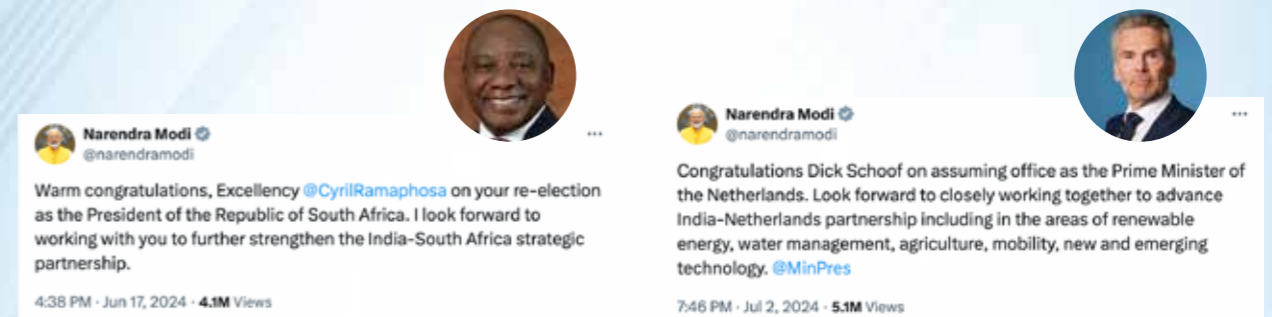 Narendra Modi
@narendramodi
Warm congratulations, Excellency @CyrilRamaphosa on your re-election
as the President of the Republic of South Africa. I look forward to
working with you to further strengthen the India-South Africa strategic
partnership.
4:38 PM · Jun 17, 2024 · 4.1M Views
Narendra Modi
@narendramodi
Congratulations Dick Schoof on assuming office as the Prime Minister of
the Netherlands. Look forward to closely working together to advance
India-Netherlands partnership including in the areas of renewable
energy, water management, agriculture, mobility, new and emerging
technology. @MinPres
7:46 PM · Jul 2, 2024 · 5.1M Views